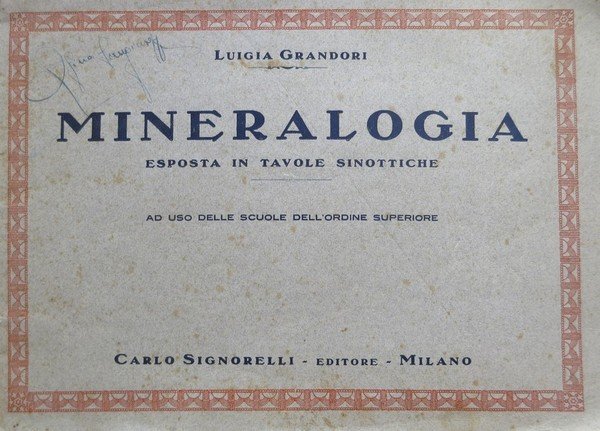 LUIGIA GRANDORI
MINERALOGIA
ESPOSTA IN TAVOLE SINOTTICHE
AD USO DELLE SCUOLE DELL'ORDINE SUPERIORE
CARLO SIGNORELLI - EDITORE - MILANO